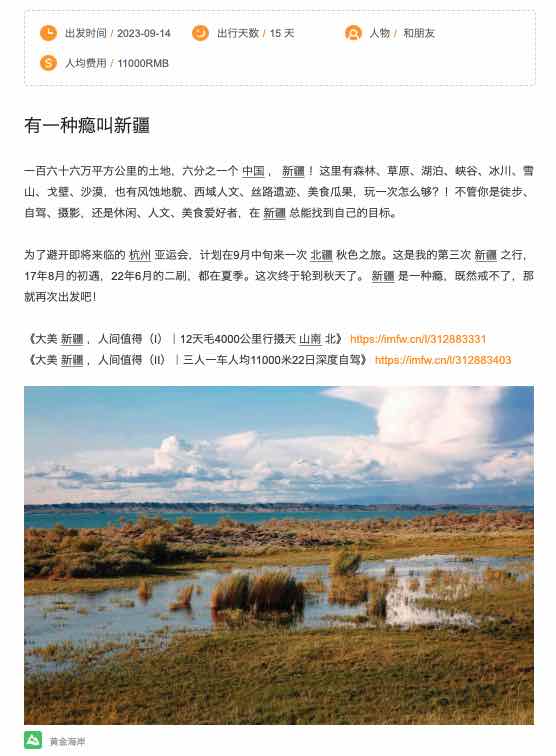 出发时间 / 2023-09-14 出行天数 / 15 天 人物 / 和朋友
人均费用 / 11000RMB
有一种瘾叫新疆
一百六十六万平方公里的土地，六分之一个 中国 ， 新疆 ！这里有森林、草原、湖泊、峡谷、冰川、雪
山、戈壁、沙漠，也有风蚀地貌、西域人文、丝路遗迹、美食瓜果，玩一次怎么够？！不管你是徒步、
自驾、摄影，还是休闲、人文、美食爱好者，在 新疆 总能找到自己的目标。
为了避开即将来临的 杭州 亚运会，计划在9月中旬来一次 北疆 秋色之旅。这是我的第三次 新疆 之行，
17年8月的初遇，22年6月的二刷，都在夏季。这次终于轮到秋天了。 新疆 是一种瘾，既然戒不了，那
就再次出发吧！
《大美 新疆 ，人间值得（I）｜12天毛4000公里行摄天 山南 北》 https://imfw.cn/l/312883331
《大美 新疆 ，人间值得（II）｜三人一车人均11000米22日深度自驾》 https://imfw.cn/l/312883403
黄金海岸